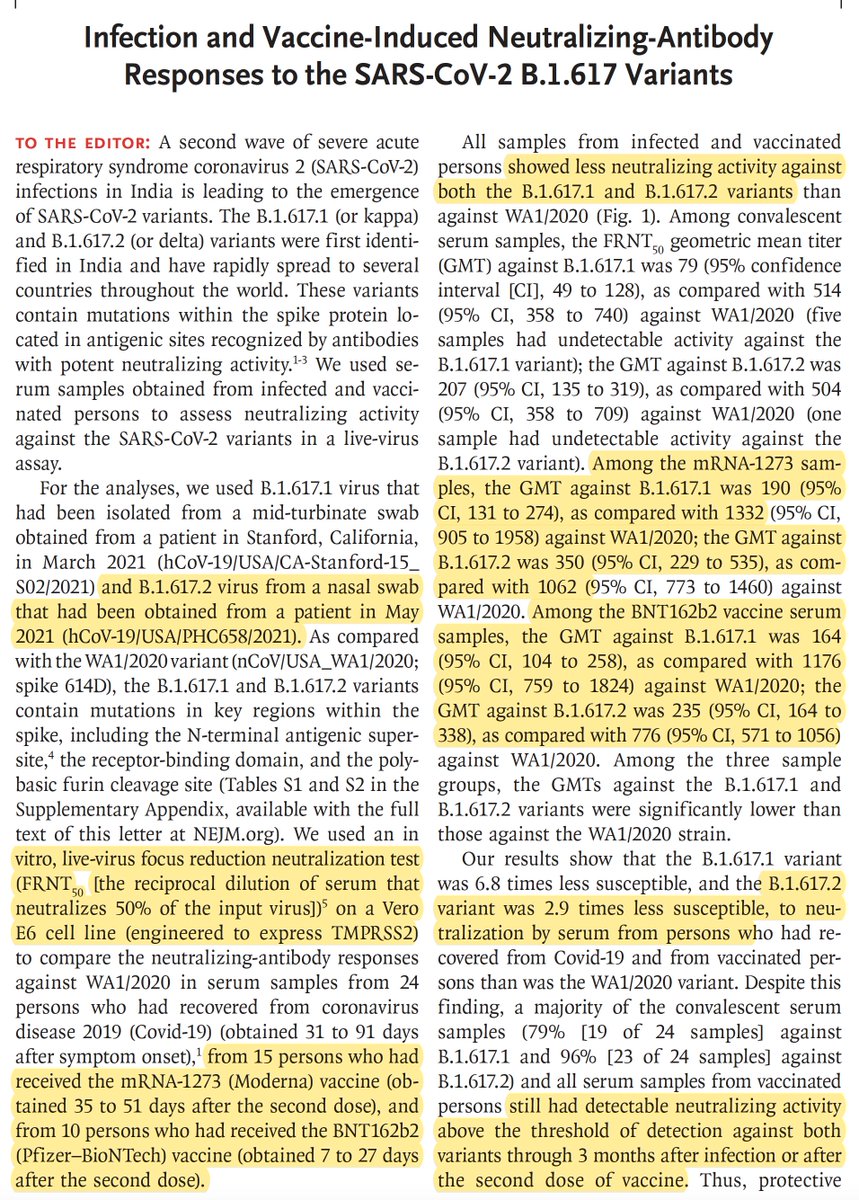 Infection and Vaccine-Induced Neutralizing-Antibody
Responses to the SARS-CoV-2 B.1.617 Variants
TO THE EDITOR: A second wave of severe acute
respiratory syndrome coronavirus 2 (SARS-CoV-2)
infections in India is leading to the emergence
of SARS-CoV-2 variants. The B.1.617.1 (or kappa)
and B.1.617.2 (or delta) variants were first identi-
fied in India and have rapidly spread to several
countries throughout the world. These variants
contain mutations within the spike protein lo-
cated in antigenic sites recognized by antibodies
with potent neutralizing activity.1-3 We used se-
rum samples obtained from infected and vacci-
nated persons to assess neutralizing activity
against the SARS-CoV-2 variants in a live-virus
assay.
For the analyses, we used B.1.617.1 virus that
had been isolated from a mid-turbinate swab
obtained from a patient in Stanford, California,
in March 2021 (hCoV-19/USA/CA-Stanford-15_
S02/2021) and B.1.617.2 virus from a nasal swab
that had been obtained from a patient in May
2021 (hCoV-19/USA/PHC658/2021). As compared
with the WA1/2020 variant (nCoV/USA_WA1/2020;
spike 614D), the B.1.617.1 and B.1.617.2 variants
contain mutations in key regions within the
spike, including the N-terminal antigenic super-
site,4 the receptor-binding domain, and the poly-
basic furin cleavage site (Tables S1 and S2 in the
Supplementary Appendix, available with the full
text of this letter at NEJM.org). We used an in
vitro, live-virus focus reduction neutralization test
(FRNT50 [the reciprocal dilution of serum that
neutralizes 50% of the input virus])5 on a Vero
E6 cell line (engineered to express TMPRSS2)
to compare the neutralizing-antibody responses
against WA1/2020 in serum samples from 24
persons who had recovered from coronavirus
disease 2019 (Covid-19) (obtained 31 to 91 days
after symptom onset),1 from 15 persons who had
received the mRNA-1273 (Moderna) vaccine (ob-
tained 35 to 51 days after the second dose), and
from 10 persons who had received the BNT162b2
(Pfizer–BioNTech) vaccine (obtained 7 to 27 days
after the second dose).
All samples from infected and vaccinated
persons showed less neutralizing activity against
both the B.1.617.1 and B.1.617.2 variants than
against WA1/2020 (Fig. 1). Among convalescent
serum samples, the FRNT50 geometric mean titer
(GMT) against B.1.617.1 was 79 (95% confidence
interval [CI], 49 to 128), as compared with 514
(95% CI, 358 to 740) against WA1/2020 (five
samples had undetectable activity against the
B.1.617.1 variant); the GMT against B.1.617.2 was
207 (95% CI, 135 to 319), as compared with 504
(95% CI, 358 to 709) against WA1/2020 (one
sample had undetectable activity against the
B.1.617.2 variant). Among the mRNA-1273 sam-
ples, the GMT against B.1.617.1 was 190 (95%
CI, 131 to 274), as compared with 1332 (95% CI,
905 to 1958) against WA1/2020; the GMT against
B.1.617.2 was 350 (95% CI, 229 to 535), as com-
pared with 1062 (95% CI, 773 to 1460) against
WA1/2020. Among the BNT162b2 vaccine serum
samples, the GMT against B.1.617.1 was 164
(95% CI, 104 to 258), as compared with 1176
(95% CI, 759 to 1824) against WA1/2020; the
GMT against B.1.617.2 was 235 (95% CI, 164 to
338), as compared with 776 (95% CI, 571 to 1056)
against WA1/2020. Among the three sample
groups, the GMTs against the B.1.617.1 and
B.1.617.2 variants were significantly lower than
those against the WA1/2020 strain.
Our results show that the B.1.617.1 variant
was 6.8 times less susceptible, and the B.1.617.2
variant was 2.9 times less susceptible, to neu-
tralization by serum from persons who had re-
covered from Covid-19 and from vaccinated per-
sons than was the WA1/2020 variant. Despite this
finding, a majority of the convalescent serum
samples (79% [19 of 24 samples] against
B.1.617.1 and 96% [23 of 24 samples] against
B.1.617.2) and all serum samples from vaccinated
persons still had detectable neutralizing activity
above the threshold of detection against both
variants through 3 months after infection or after
the second dose of vaccine. Thus, protective